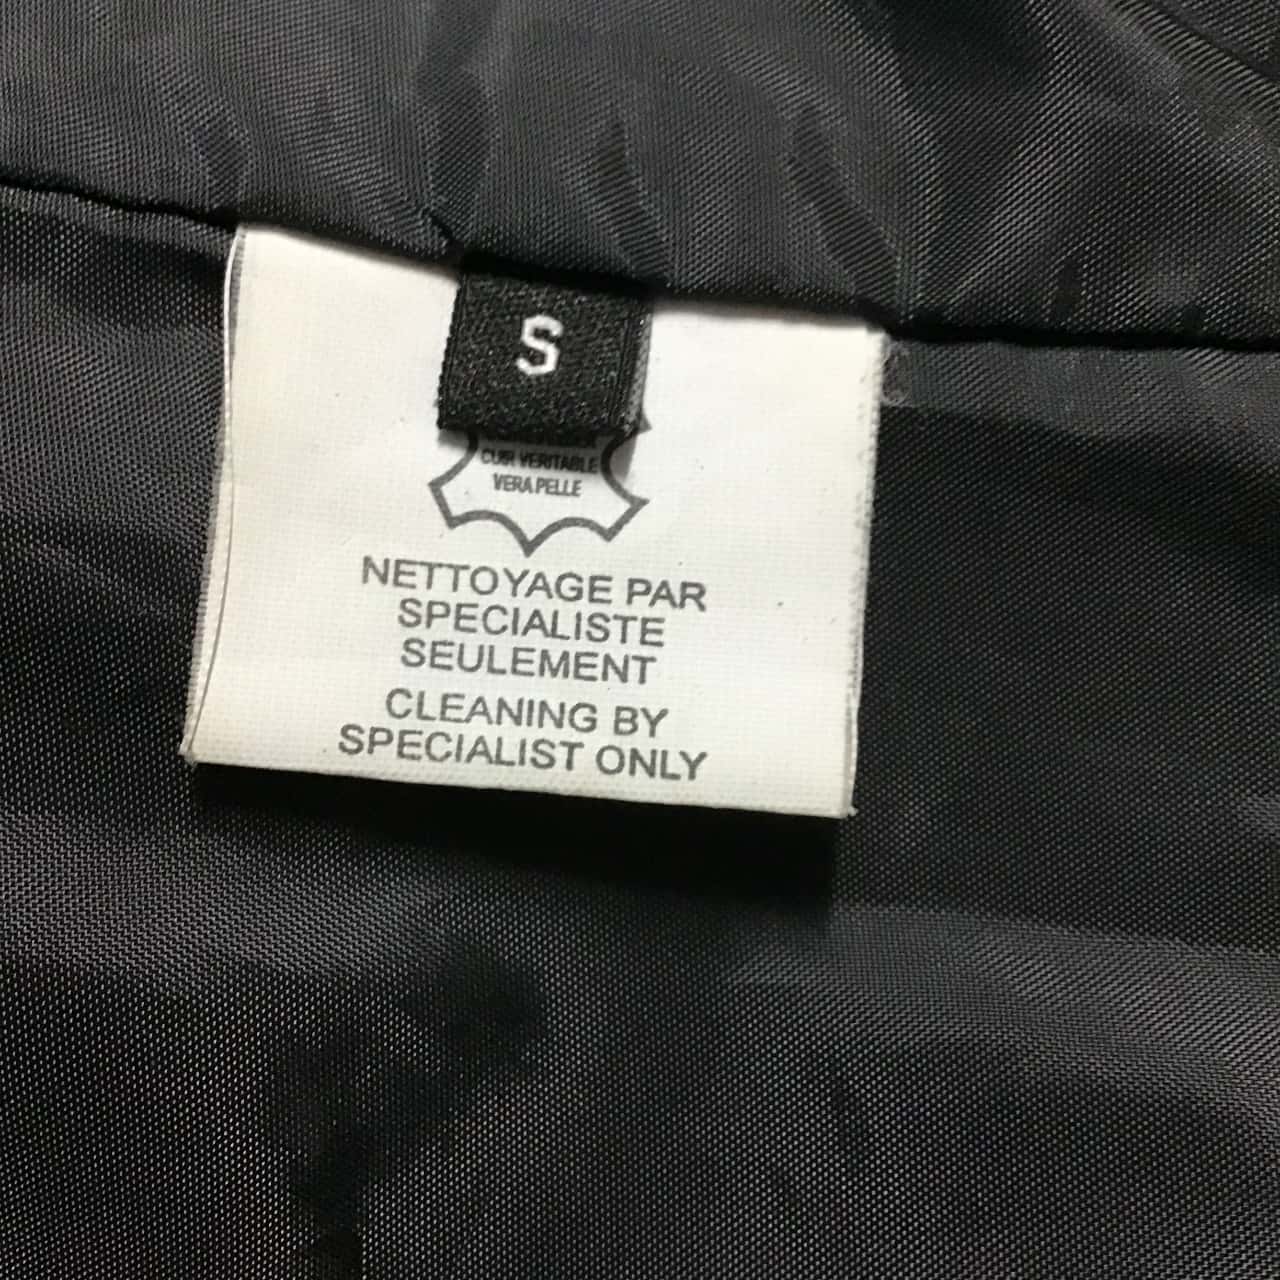 S
CUIR VERITABLE
VERA PELLE
NETTOYAGE PAR
SPECIALISTE
SEULEMENT
CLEANING BY
SPECIALIST ONLY